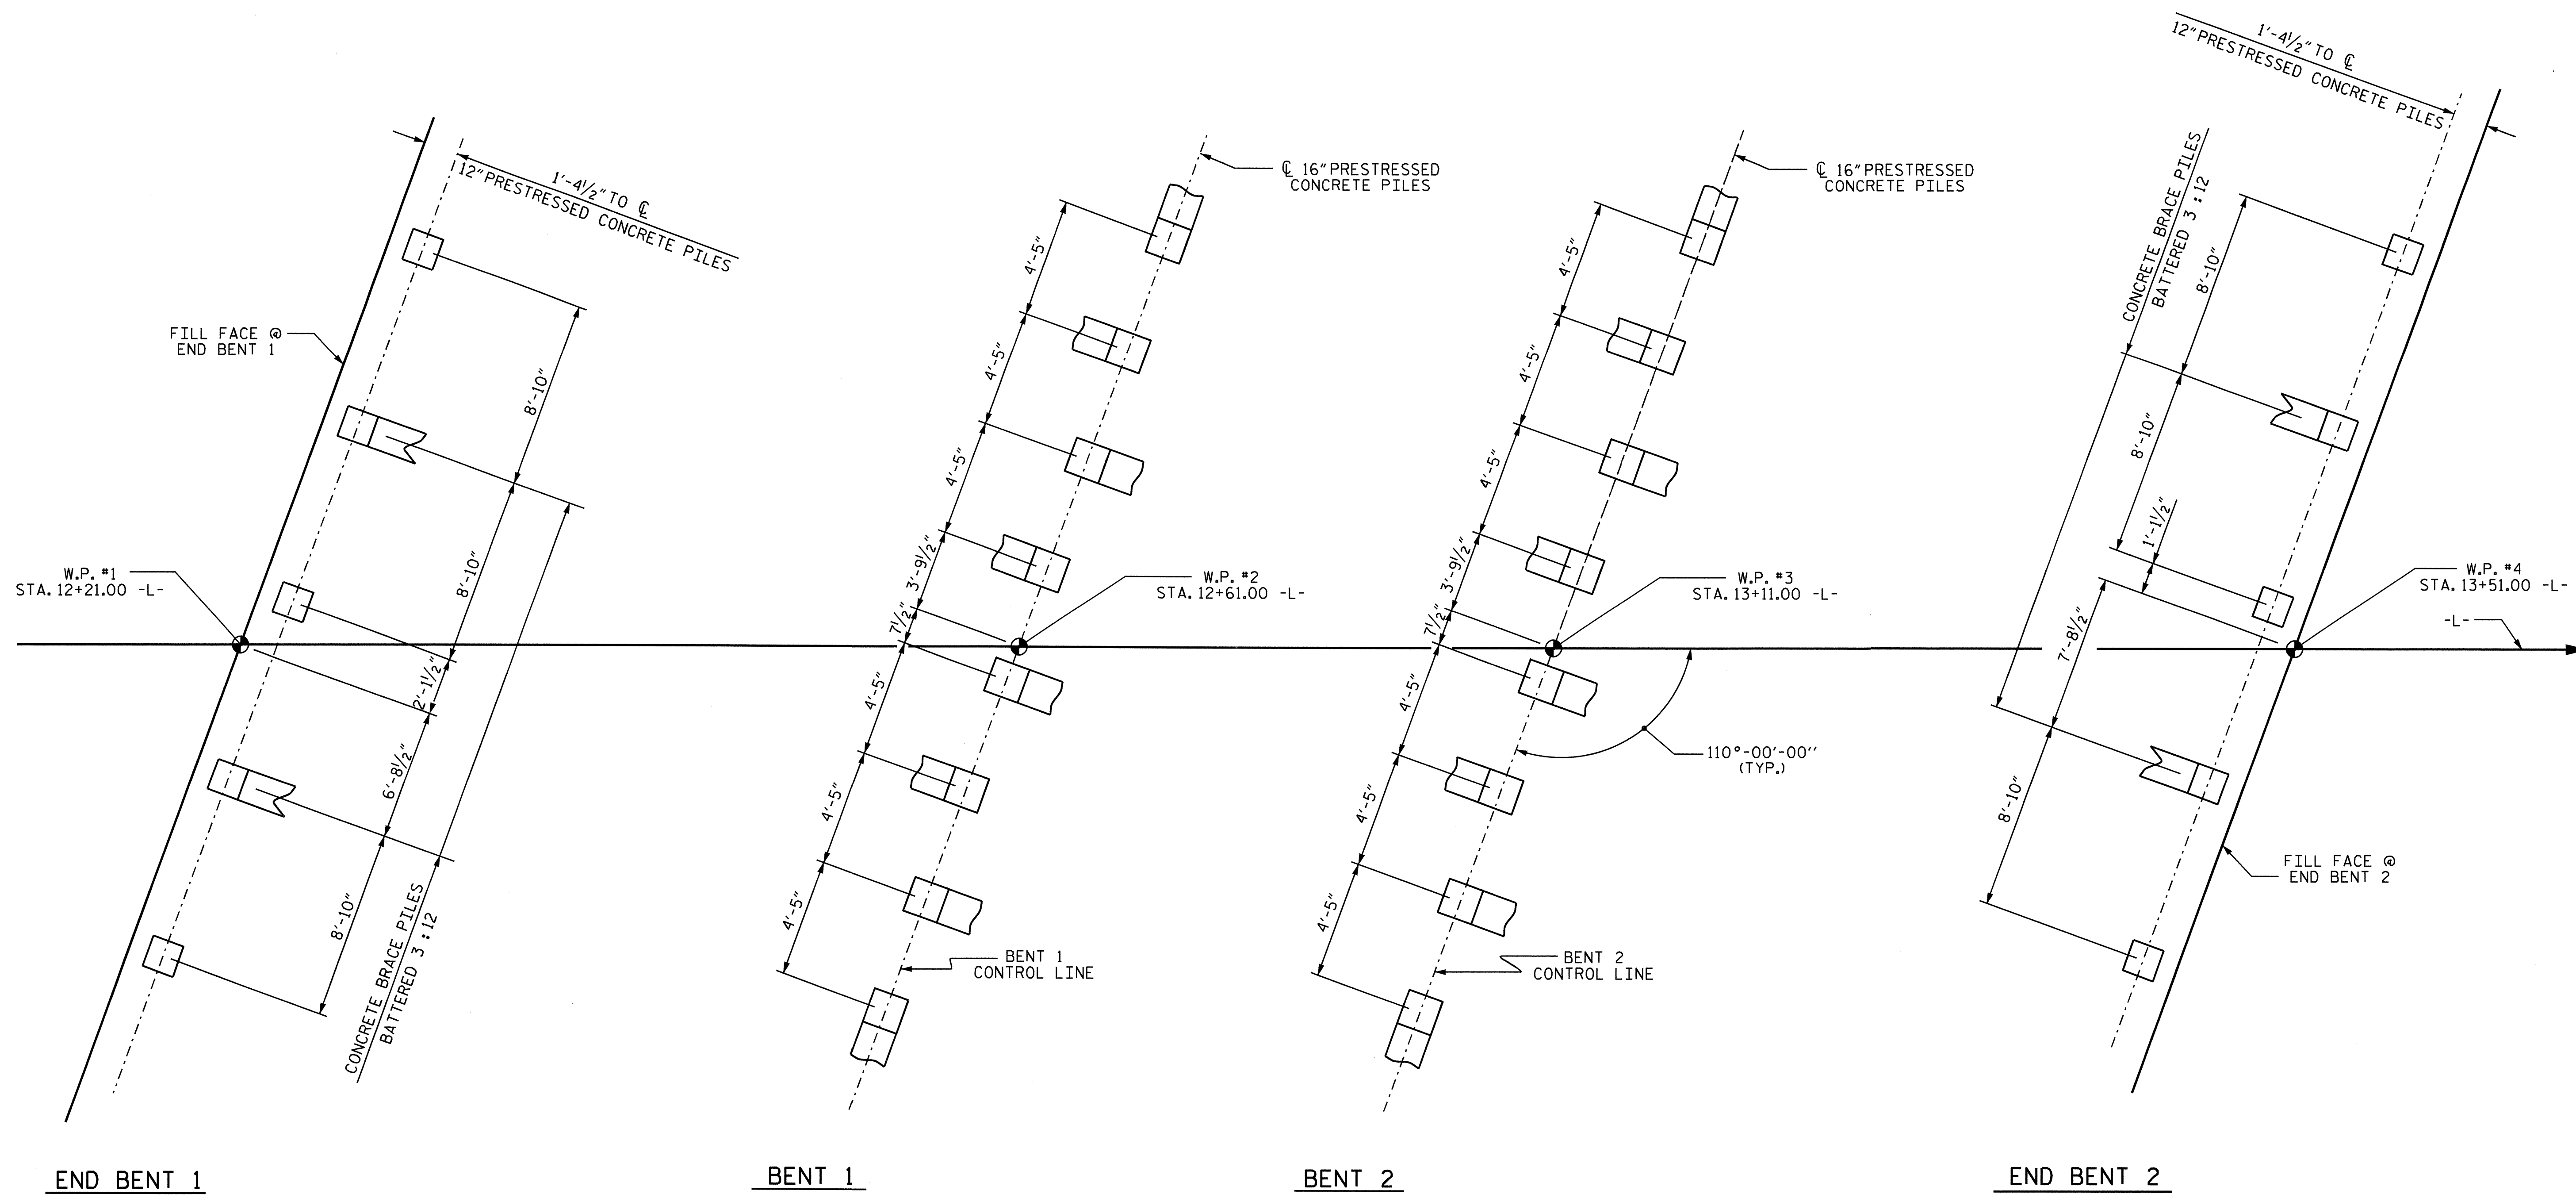 1'-4½" TO ℄
12" PRESTRESSED CONCRETE PILES
FILL FACE @
END BENT 1
W.P. #1
STA. 12+21.00 -L-
8'-10"
8'-10"
2'-1½"
6'-8½"
8'-10"
CONCRETE BRACE PILES
BATTERED 3 : 12
END BENT 1
℄ 16" PRESTRESSED
CONCRETE PILES
4'-5"
4'-5"
4'-5"
3'-9½"
7½"
4'-5"
4'-5"
4'-5"
W.P. #2
STA. 12+61.00 -L-
BENT 1
CONTROL LINE
BENT 1
℄ 16" PRESTRESSED
CONCRETE PILES
4'-5"
4'-5"
4'-5"
3'-9½"
7½"
4'-5"
4'-5"
4'-5"
W.P. #3
STA. 13+11.00 -L-
110°-00'-00"
(TYP.)
BENT 2
CONTROL LINE
BENT 2
1'-4½" TO ℄
12" PRESTRESSED CONCRETE PILES
CONCRETE BRACE PILES
BATTERED 3 : 12
8'-10"
8'-10"
1'-1½"
7'-8½"
8'-10"
W.P. #4
STA. 13+51.00 -L-
-L-
FILL FACE @
END BENT 2
END BENT 2